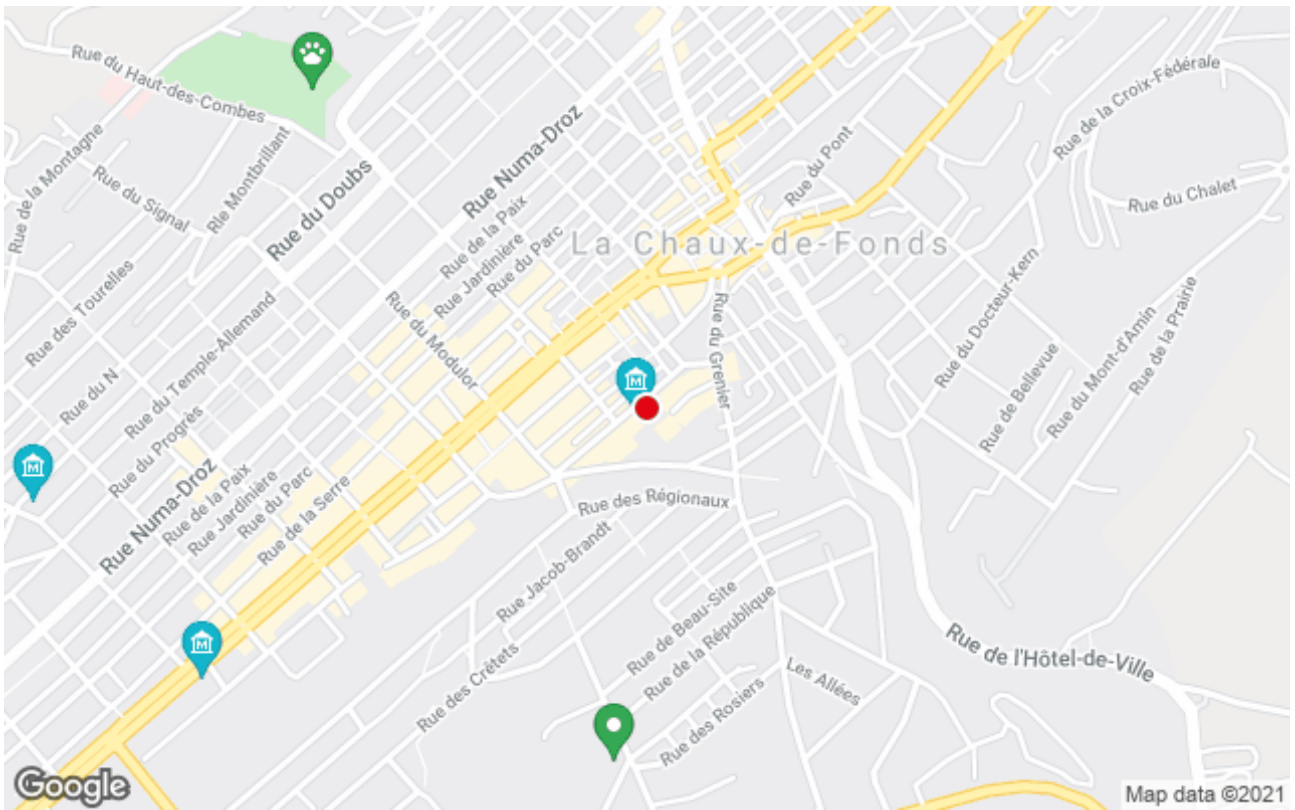 Rue du Haut-des-Combes
Rue de la Montagne
Rue du Signal
Rle Montbrillant
Rue du Doubs
Rue Numa-Droz
Rue de la Croix-Fédérale
Rue du Pont
Rue du Chalet
Rue de la Paix
Rue Jardinière
Rue du Parc
La Chaux-de-Fonds
Rue des Tourelles
Rue du Temple-Allemand
Rue du Modulor
Rue du Grenier
Rue du Docteur-Kern
Rue de Bellevue
Rue du Mont-d'Amin
Rue de la Prairie
Rue du N
Rue du Progrès
Rue Numa-Droz
Rue de la Paix
Rue Jardinière
Rue du Parc
Rue de la Serre
M
M
Rue des Régionaux
Rue Jacob-Brandt
M
Rue des Crêtets
Rue de Beau-Site
Rue de la République
Rue des Rosiers
Les Allées
Rue de l'Hôtel-de-Ville
Google
Map data ©2021